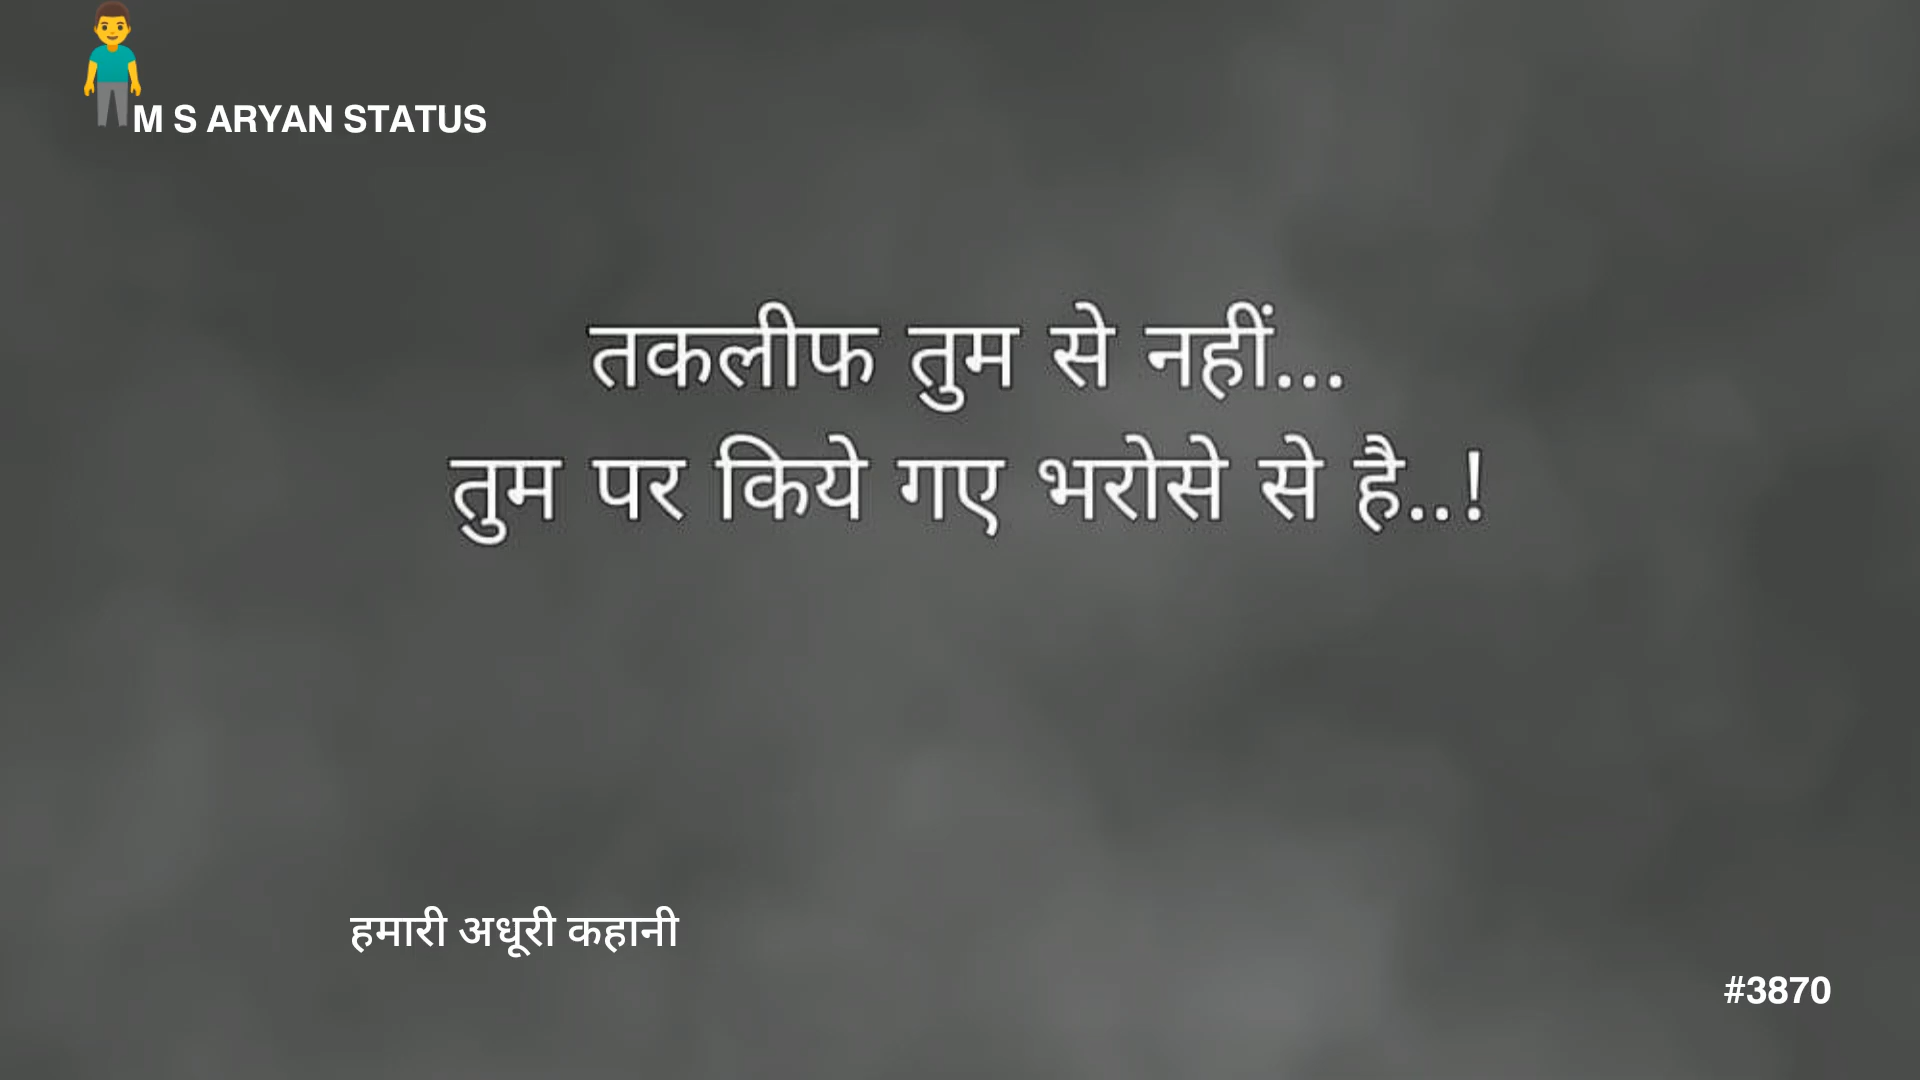 M S ARYAN STATUS
तकलीफ तुम से नहीं...
तुम पर किये गए भरोसे से है..!
हमारी अधूरी कहानी
#3870